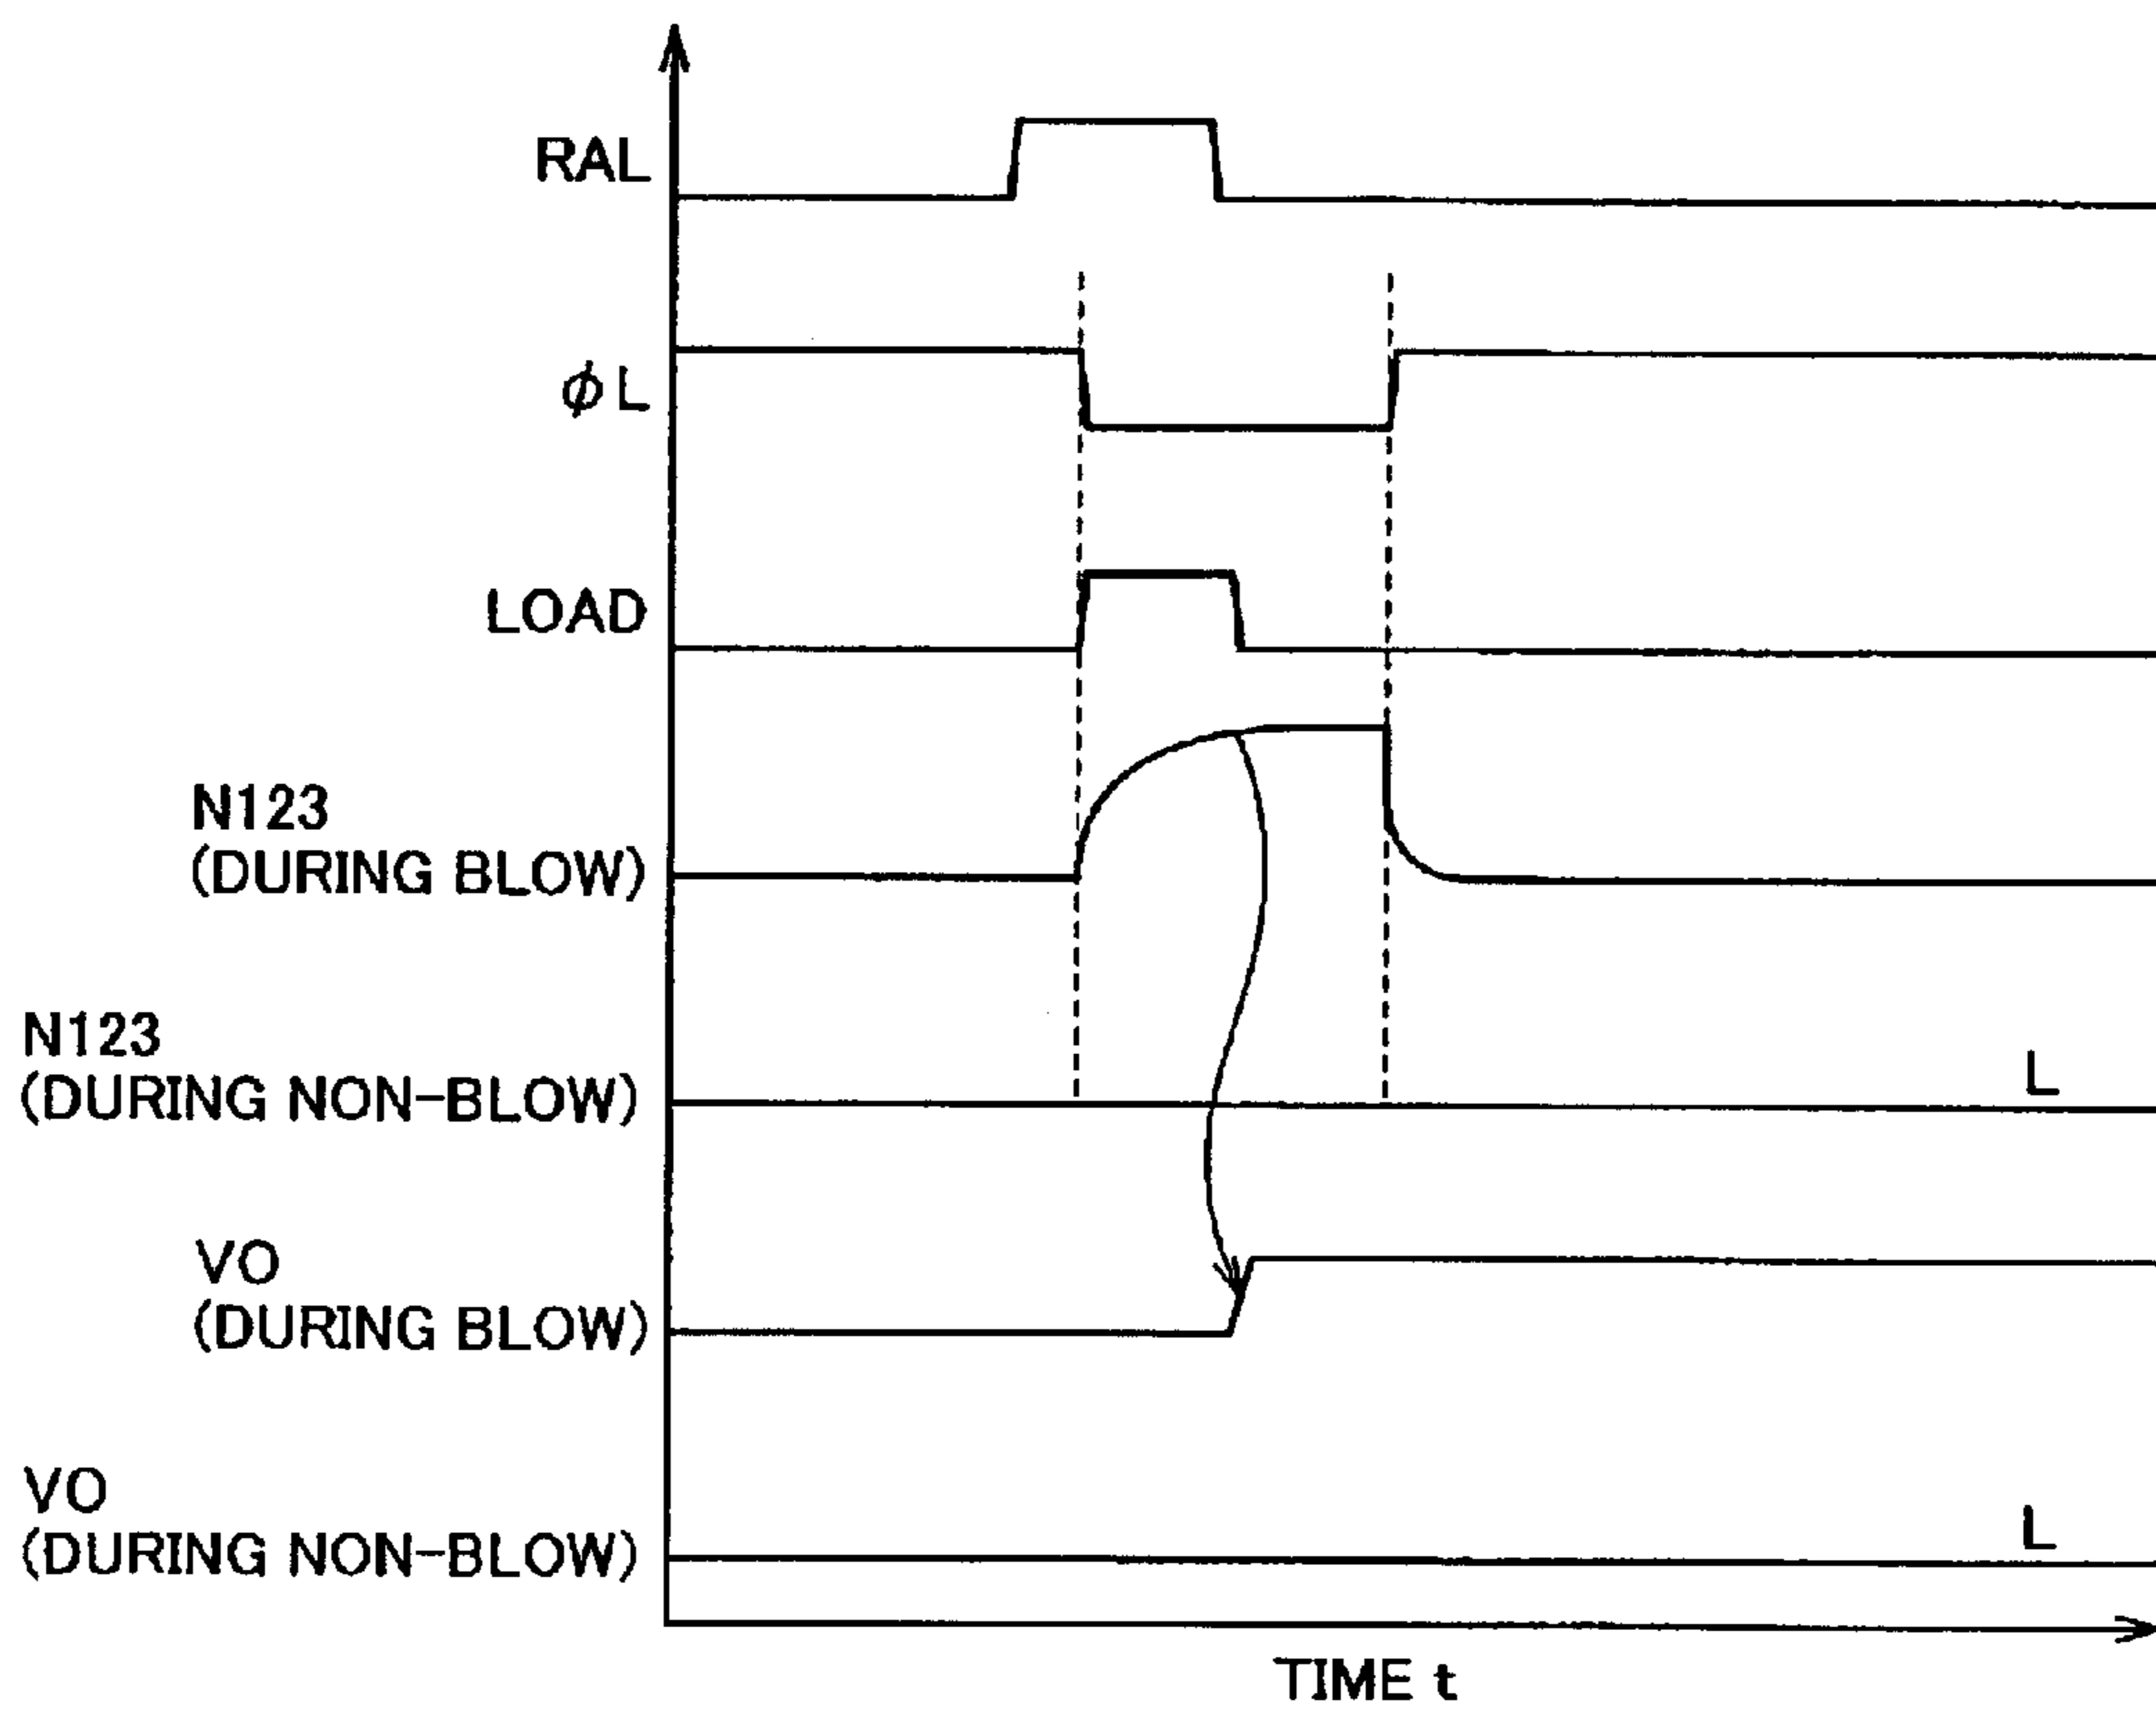 RAL
φL
LOAD
N123
(DURING BLOW)
N123
(DURING NON-BLOW)
L
VO
(DURING BLOW)
VO
(DURING NON-BLOW)
L
TIME t